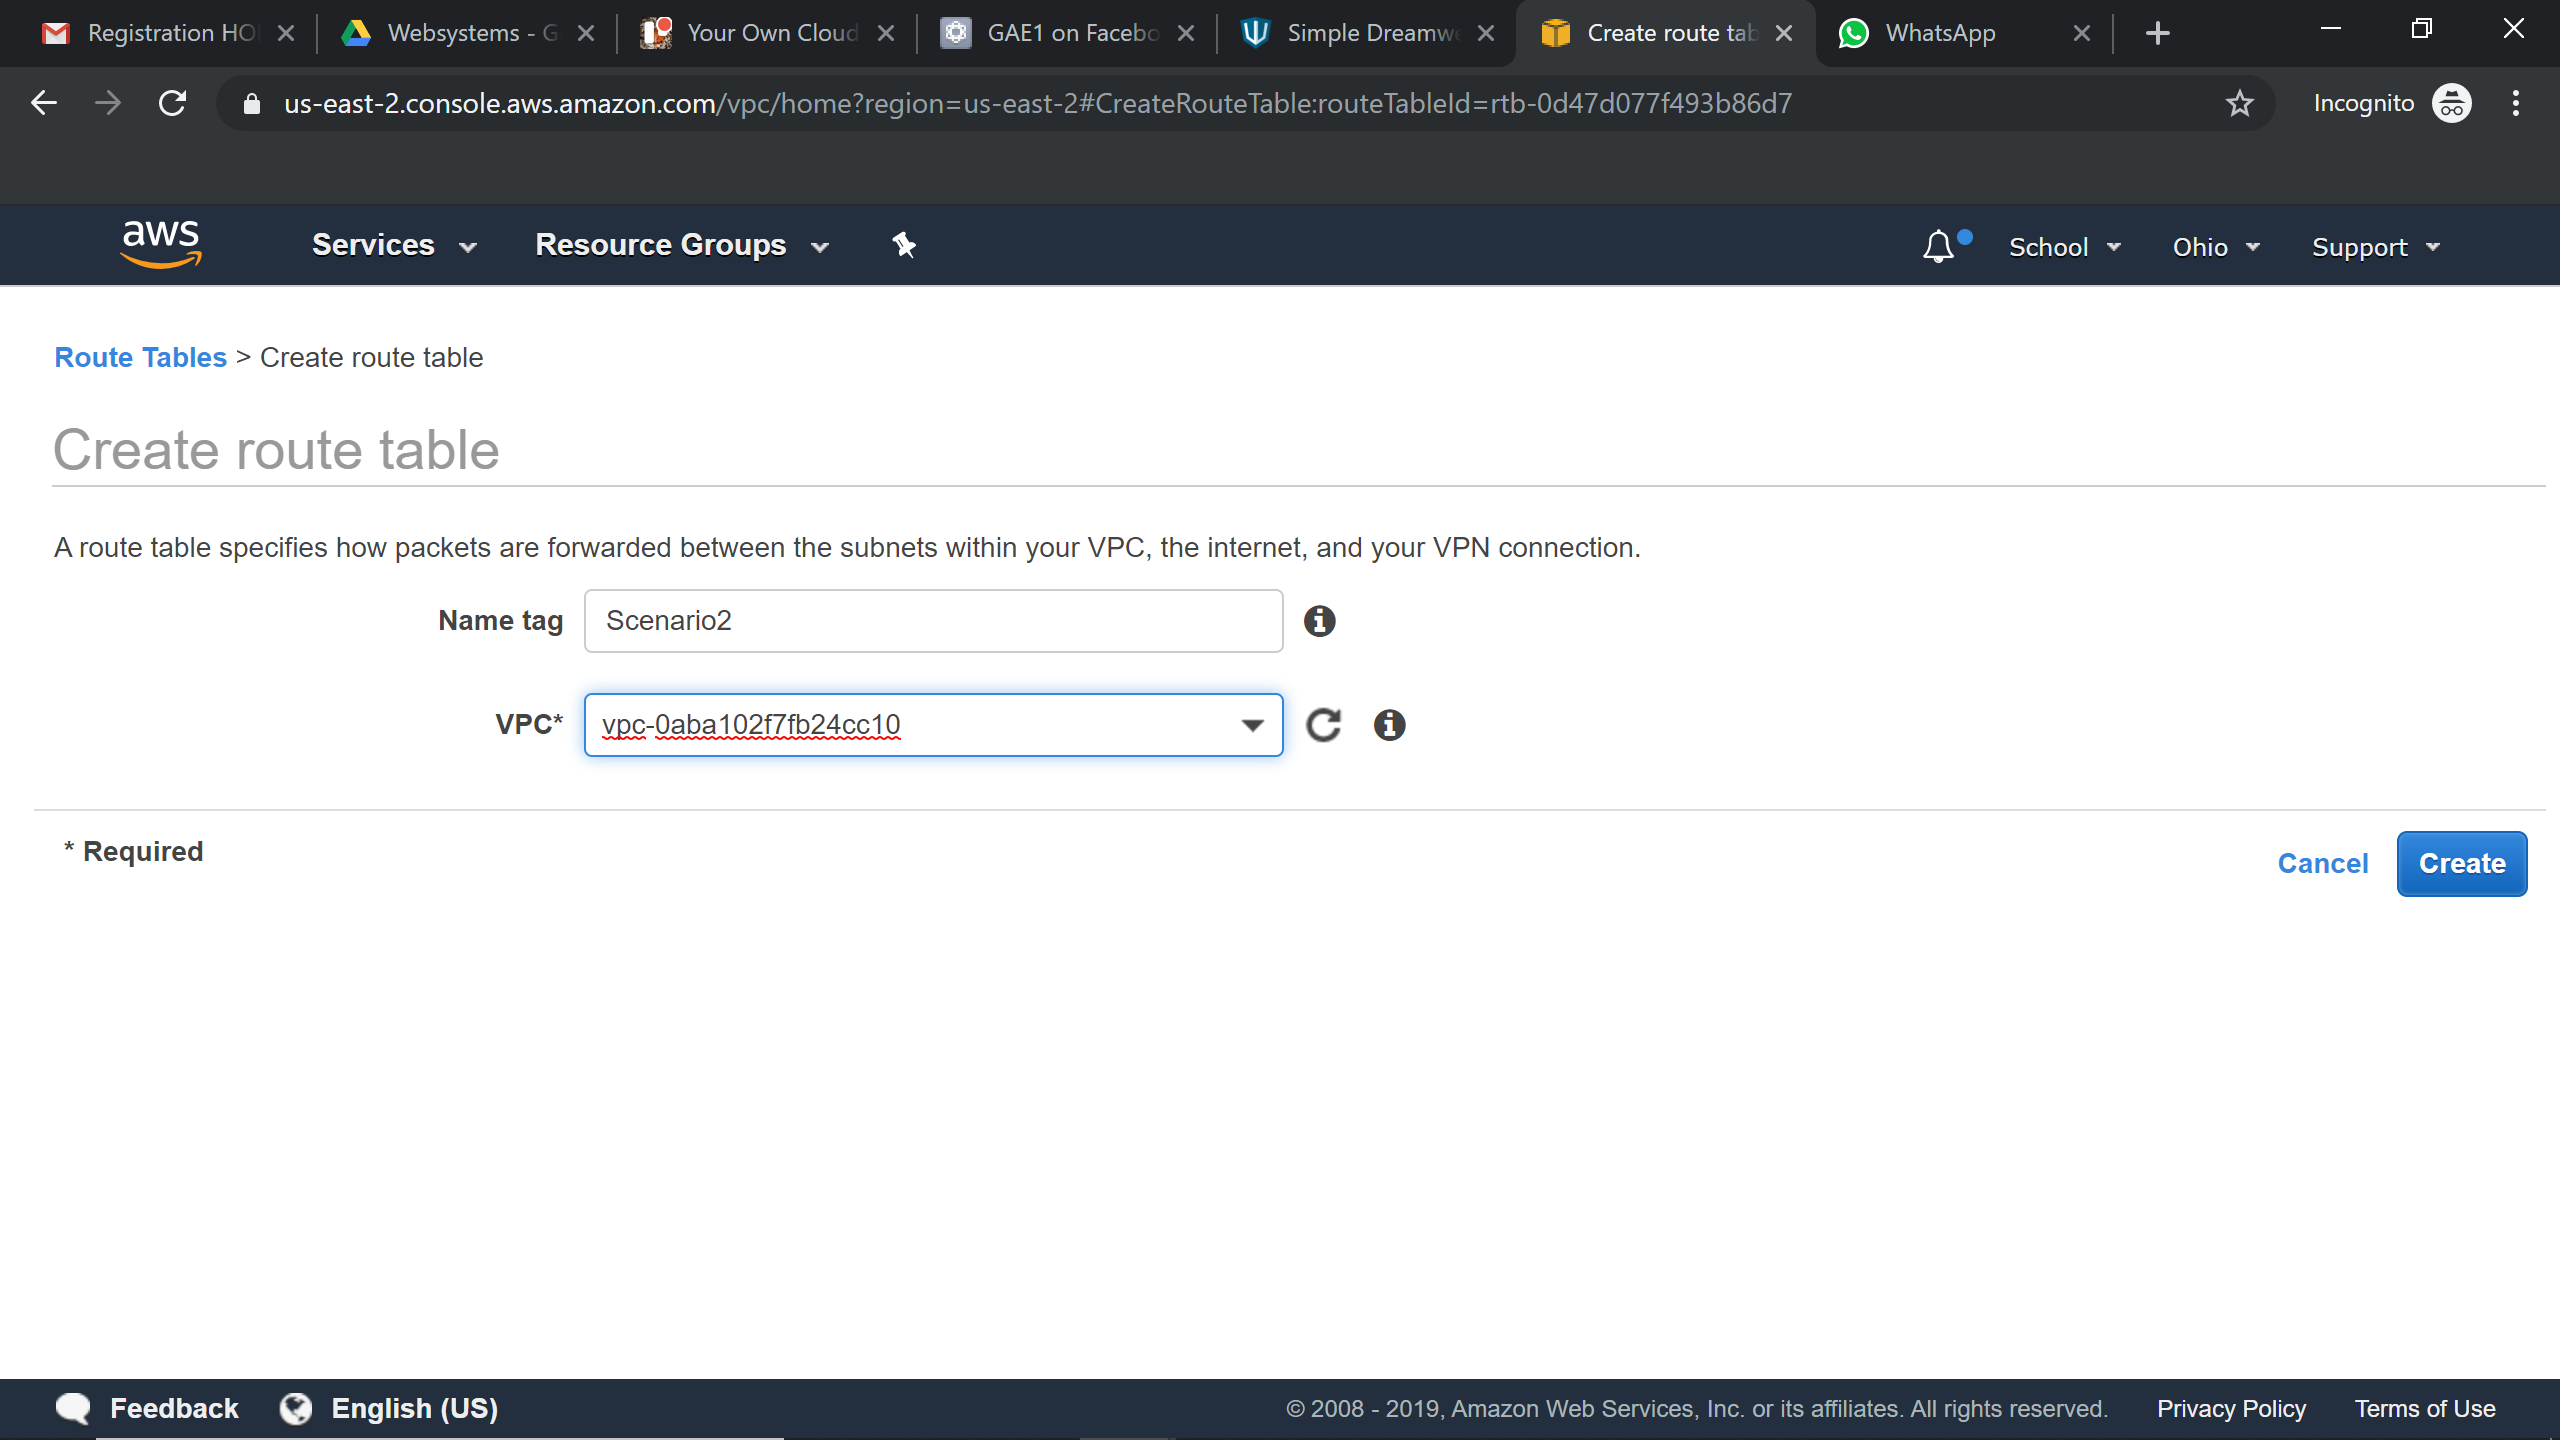 Registration HO
Websystems - G
Your Own Cloud
GAE1 on Facebo
Simple Dreamwe
Create route tab
WhatsApp
us-east-2.console.aws.amazon.com/vpc/home?region=us-east-2#CreateRouteTable:routeTableId=rtb-0d47d077f493b86d7
Incognito
aws
Services
Resource Groups
School
Ohio
Support
Route Tables > Create route table
Create route table
A route table specifies how packets are forwarded between the subnets within your VPC, the internet, and your VPN connection.
Name tag
Scenario2
VPC*
vpc-0aba102f7fb24cc10
* Required
Cancel
Create
Feedback
English (US)
© 2008 - 2019, Amazon Web Services, Inc. or its affiliates. All rights reserved.
Privacy Policy
Terms of Use